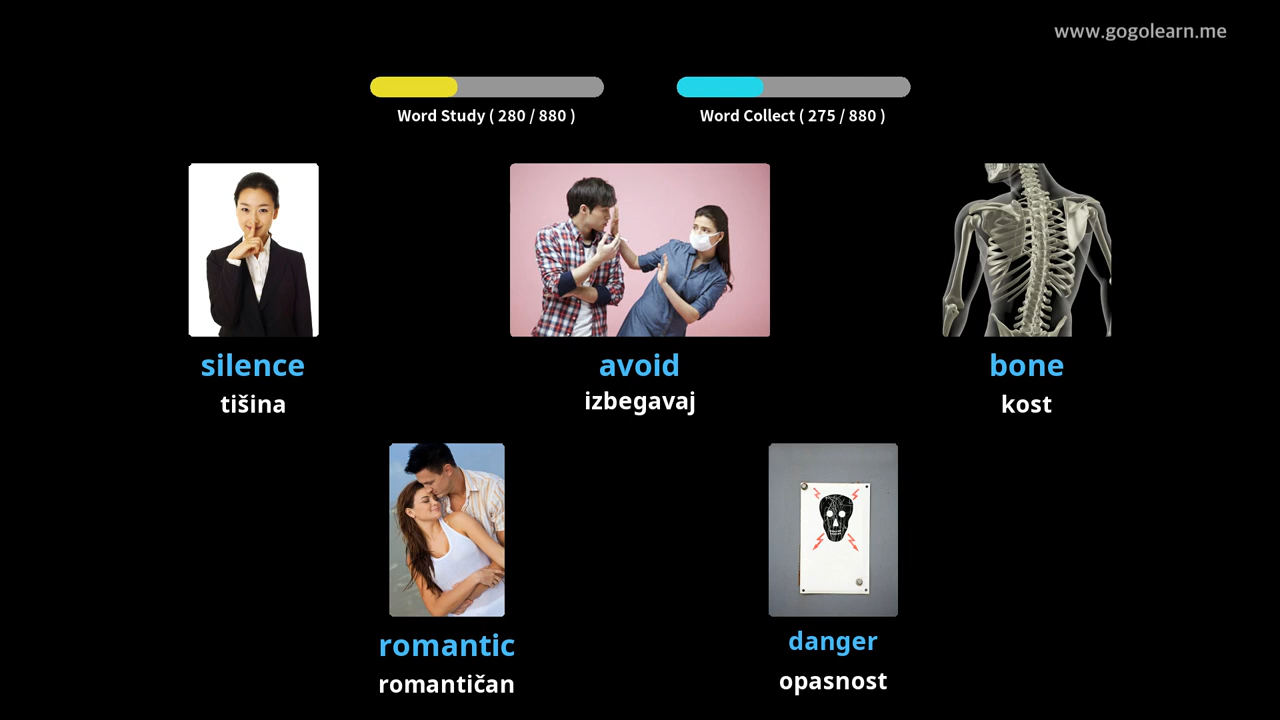 www.gogolearn.me
Word Study ( 280 / 880 )
Word Collect ( 275 / 880 )
silence
tišina
avoid
izbegavaj
bone
kost
romantic
romantičan
danger
opasnost